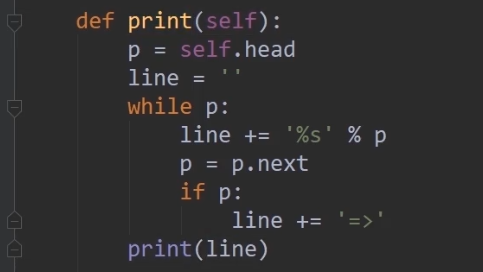 def print(self):
    p = self.head
    line = ''
    while p:
        line += '%s' % p
        p = p.next
        if p:
            line += '=>'
    print(line)